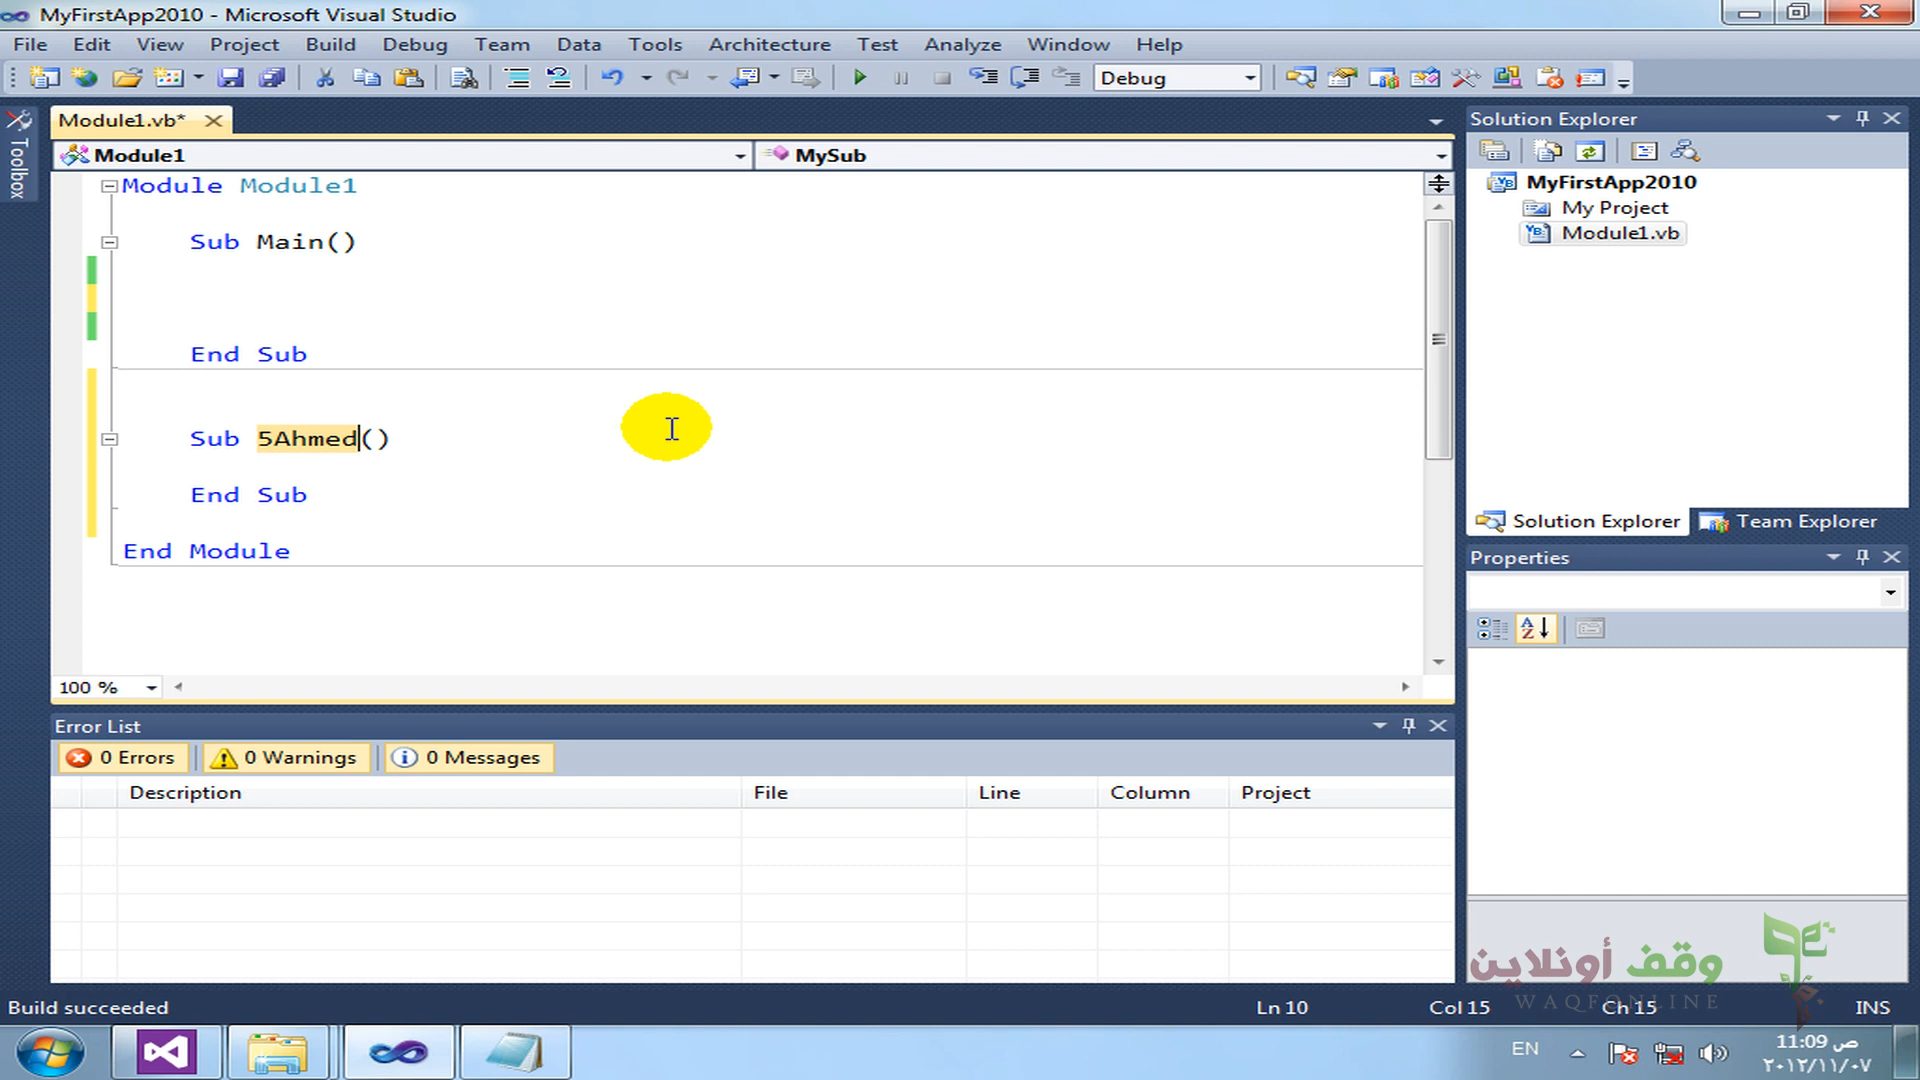 MyFirstApp2010 - Microsoft Visual Studio
File Edit View Project Build Debug Team Data Tools Architecture Test Analyze Window Help
Debug
Toolbox
Module1.vb*
Module1
MySub
Module Module1
Sub Main()
End Sub
Sub 5Ahmed()
End Sub
End Module
100 %
Error List
0 Errors
0 Warnings
0 Messages
Description File Line Column Project
Solution Explorer
MyFirstApp2010
My Project
Module1.vb
Solution Explorer
Team Explorer
Properties
وقف أونلاين
WAQFONLINE
Build succeeded
Ln 10 Col 15 Ch 15 INS
EN
11:09 ص
٢٠١٢/١١/٠٧